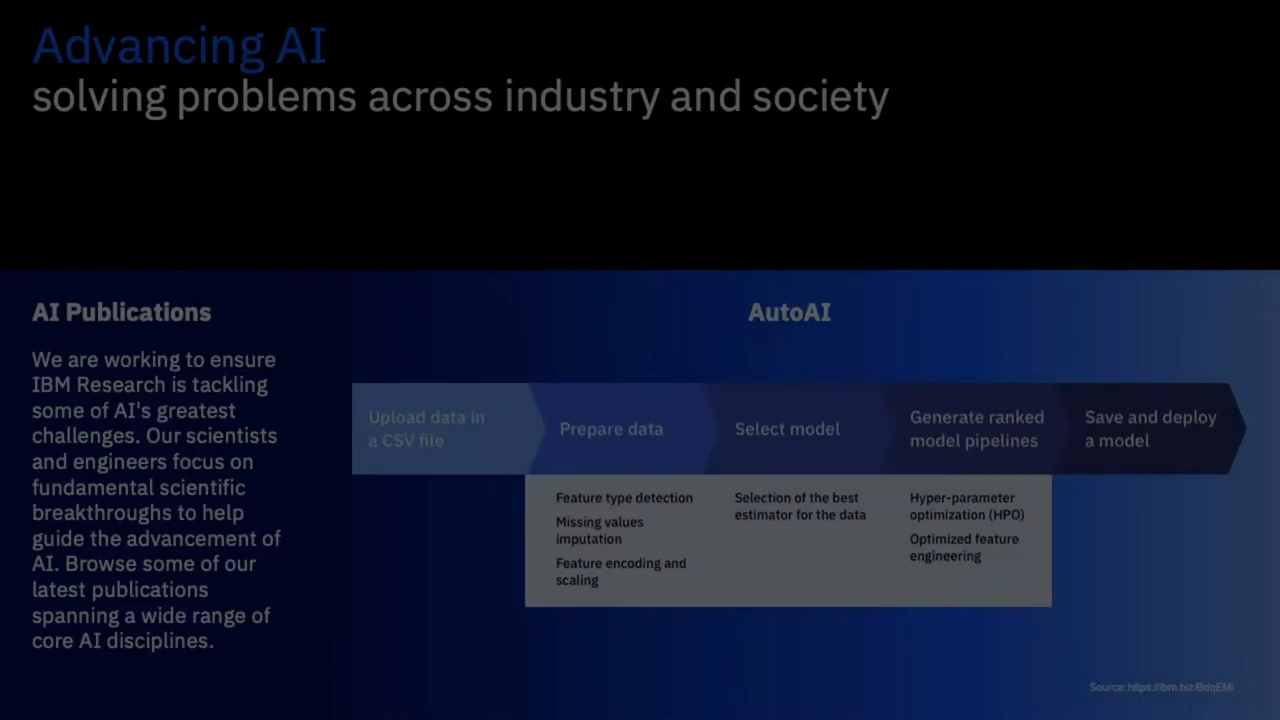 Advancing AI
solving problems across industry and society
AI Publications
We are working to ensure
IBM Research is tackling
some of AI's greatest
challenges. Our scientists
and engineers focus on
fundamental scientific
breakthroughs to help
guide the advancement of
AI. Browse some of our
latest publications
spanning a wide range of
core AI disciplines.
AutoAI
Upload data in
a CSV file
Prepare data
Select model
Generate ranked
model pipelines
Save and deploy
a model
Feature type detection
Missing values
imputation
Feature encoding and
scaling
Selection of the best
estimator for the data
Hyper-parameter
optimization (HPO)
Optimized feature
engineering
Source: https://ibm.biz/BdqEMi